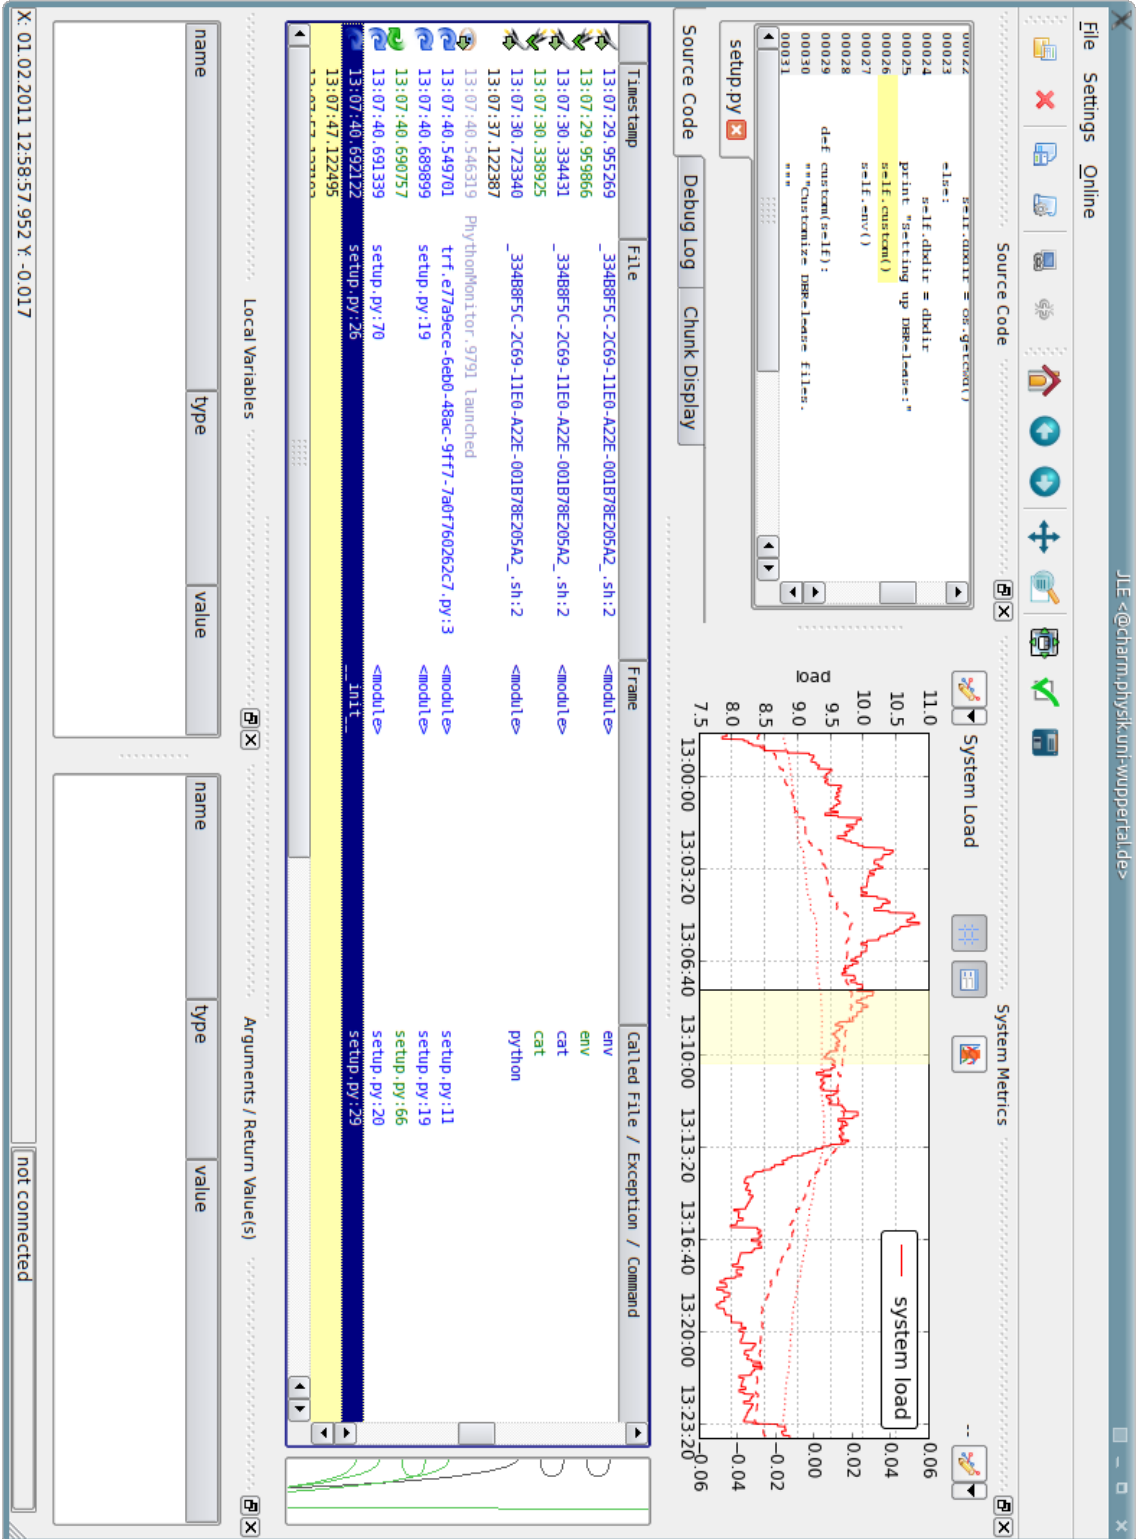 JLE <@charm.physik.uni-wuppertal.de>
File Settings Online
Source Code
self.dbdir = os.getcwd()
00023 else:
00024 self.dbdir = dbdir
00025 print "Setting up DBRelease:"
00026 self.custom()
00027 self.env()
00028
00029 def custom(self):
00030 """Customize DBRelease files.
00031 """
setup.py
Source Code Debug Log Chunk Display
System Metrics
System Load
--
load
11.0
10.5
10.0
9.5
9.0
8.5
8.0
7.5
system load
0.06
0.04
0.02
0.00
−0.02
−0.04
−0.06
13:00:00 13:03:20 13:06:40 13:10:00 13:13:20 13:16:40 13:20:00 13:23:20
Timestamp File Frame Called File / Exception / Command
13:07:29.955269 _334B8F5C-2C69-11E0-A22E-001B78E205A2_.sh:2 <module> env
13:07:29.959866 env
13:07:30.334431 _334B8F5C-2C69-11E0-A22E-001B78E205A2_.sh:2 <module> cat
13:07:30.338925 cat
13:07:30.723340 _334B8F5C-2C69-11E0-A22E-001B78E205A2_.sh:2 <module> python
13:07:37.122387
13:07:40.546319 PhythonMonitor.9791 launched
13:07:40.549701 trf.e77a9ece-6eb0-48ac-9ff7-7a0f760262c7.py:3 <module> setup.py:11
13:07:40.689899 setup.py:19 <module> setup.py:19
13:07:40.690757 setup.py:66
13:07:40.691339 setup.py:70 <module> setup.py:20
13:07:40.692122 setup.py:26 __init__ setup.py:29
13:07:47.122495
Local Variables
name type value
Arguments / Return Value(s)
name type value
X: 01.02.2011 12:58:57.952 Y: -0.017
not connected